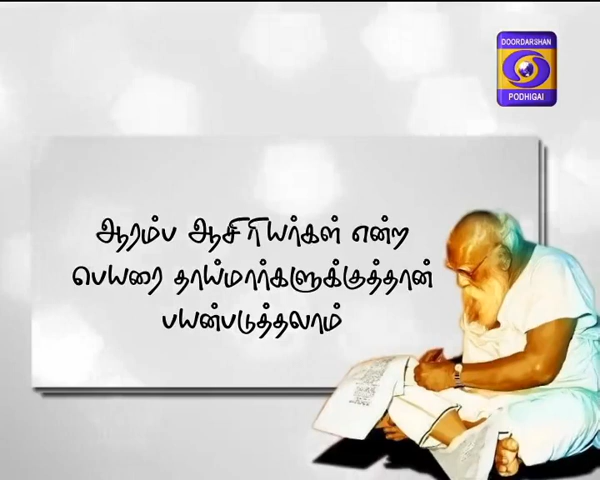 DOORDARSHAN
PODHIGAI
ஆரம்ப ஆசிரியர்கள் என்ற
பெயரை தாய்மார்களுக்குத்தான்
பயன்படுத்தலாம்